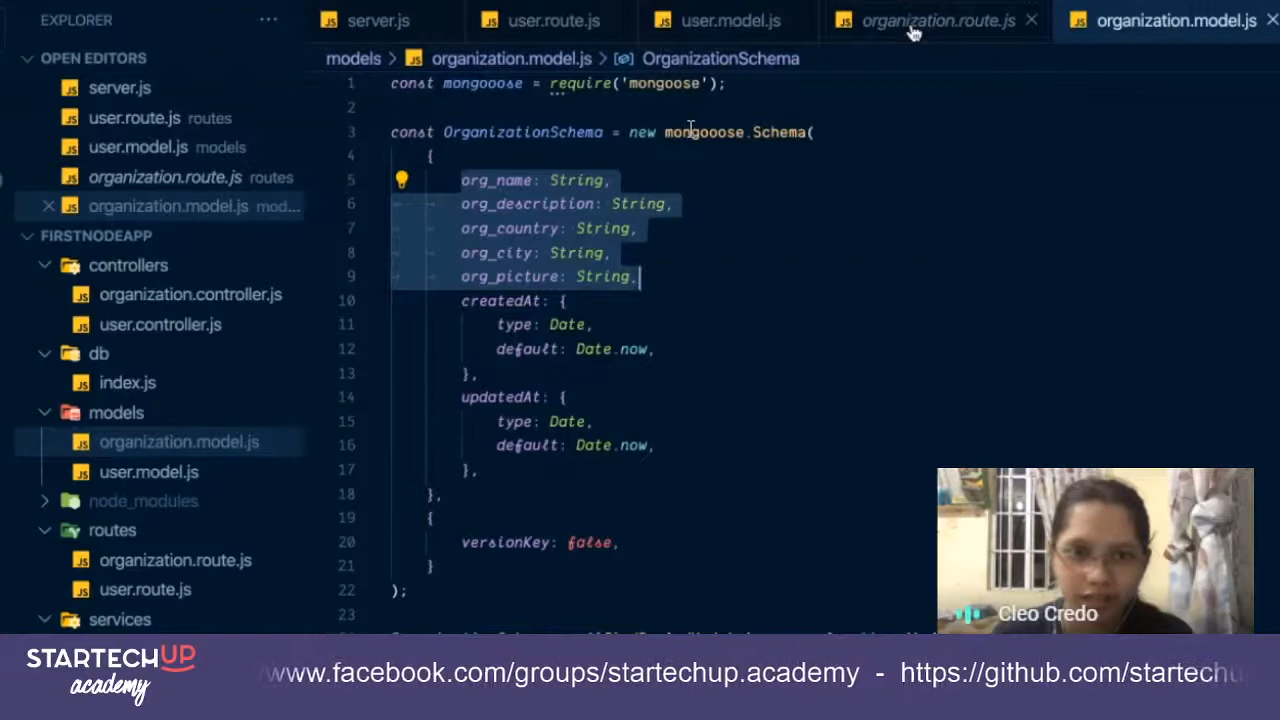 EXPLORER
server.js
user.route.js
user.model.js
organization.route.js
organization.model.js
OPEN EDITORS
server.js
user.route.js routes
user.model.js models
organization.route.js routes
organization.model.js mod...
FIRSTNODEAPP
controllers
organization.controller.js
user.controller.js
db
index.js
models
organization.model.js
user.model.js
node_modules
routes
organization.route.js
user.route.js
services
models > organization.model.js > OrganizationSchema
1 const mongooose = require('mongoose');
2
3 const OrganizationSchema = new mongooose.Schema(
4 {
5 org_name: String,
6 org_description: String,
7 org_country: String,
8 org_city: String,
9 org_picture: String,
10 createdAt: {
11 type: Date,
12 default: Date.now,
13 },
14 updatedAt: {
15 type: Date,
16 default: Date.now,
17 },
18 },
19 {
20 versionKey: false,
21 }
22 );
23
Cleo Credo
STARTECHUP
academy
/www.facebook.com/groups/startechup.academy - https://github.com/startechu